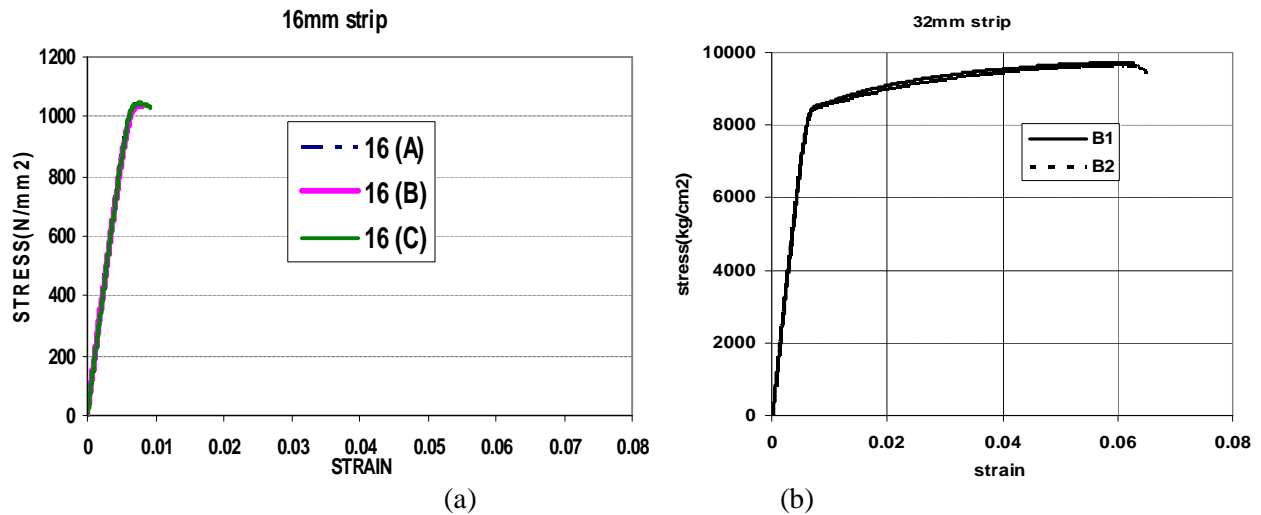 16mm strip
STRESS(N/mm2)
1200
1000
800
600
400
200
0
0 0.01 0.02 0.03 0.04 0.05 0.06 0.07 0.08
STRAIN
16 (A)
16 (B)
16 (C)
(a)
32mm strip
stress(kg/cm2)
10000
8000
6000
4000
2000
0
0 0.02 0.04 0.06 0.08
strain
B1
B2
(b)